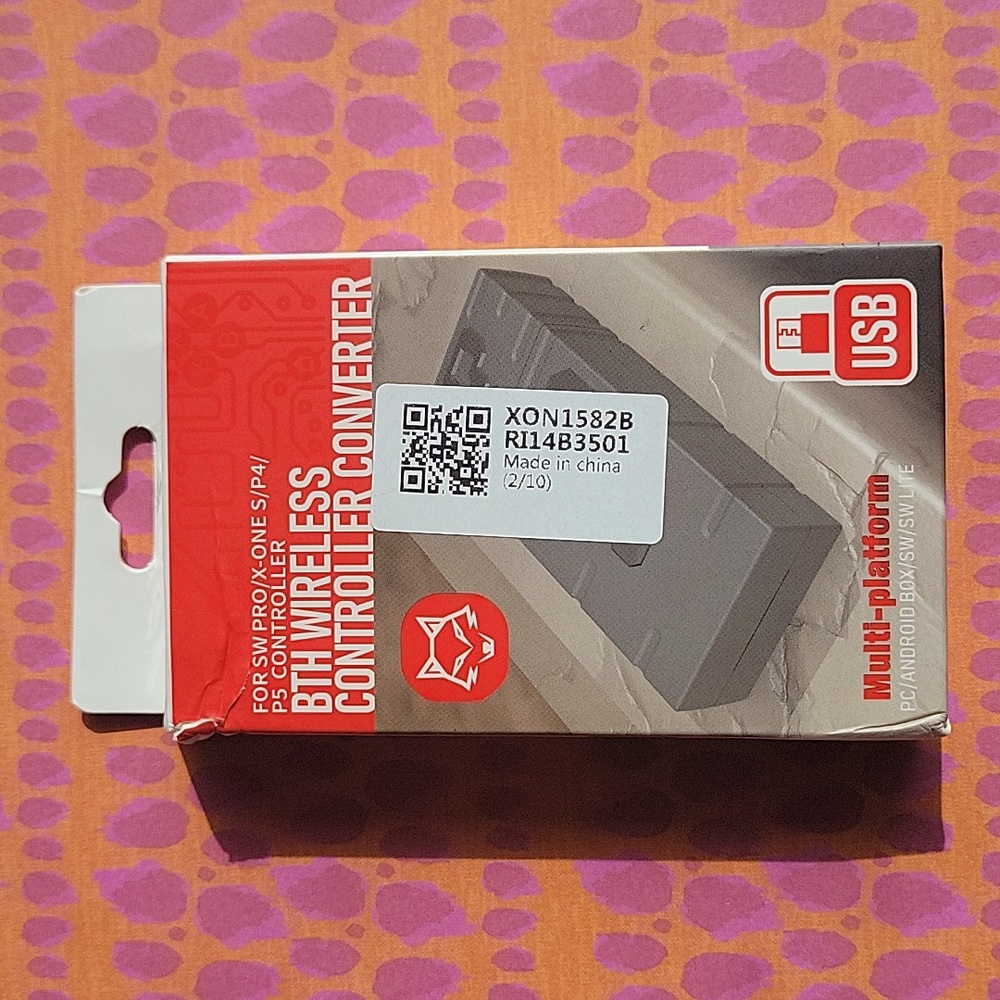 FOR SW PRO/X-ONE S/P4/
P5 CONTROLLER
BTH WIRELESS
CONTROLLER CONVERTER
XON1582B
RI14B3501
Made in china
(2/10)
USB
Multi-platform
PC/ANDROID BOX/SW/SW LITE